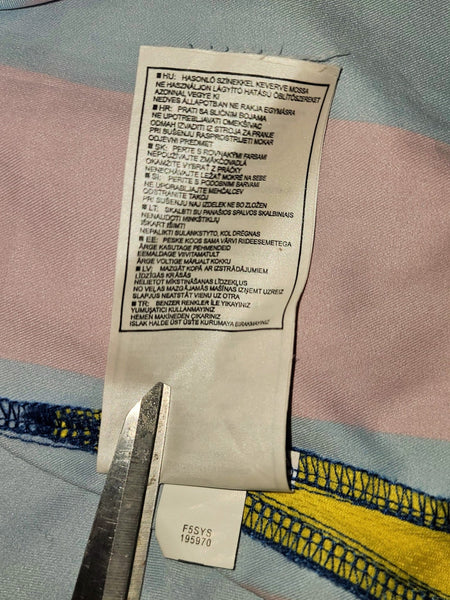 ■ HU: HASONLÓ SZÍNEKKEL KEVERVE MOSSA
NE HASZNÁLJON LÁGYÍTÓ HATÁSÚ ÖBLÍTŐSZEREKET
AZONNAL VEGYE KI
NEDVES ÁLLAPOTBAN NE RAKJA EGYMÁSRA
■ HR: PRATI SA SLIČNIM BOJAMA
NE UPOTREBLJAVATI OMEKŠIVAČ
ODMAH IZVADITI IZ STROJA ZA PRANJE
PRI SUŠENJU RASPROSTRIJETI MOKAR
ODJEVNI PREDMET
■ SK: PERTE S ROVNAKÝMI FARBAMI
NEPOUŽÍVAJTE ZMÄKČOVADLÁ
OKAMŽITE VYBRAŤ Z PRÁČKY
NENECHÁVAJTE LEŽAŤ MOKRÉ NA SEBE
■ SI: PERITE S PODOBNIMI BARVAMI
NE UPORABLJAJTE MEHČALCEV
ODSTRANITE TAKOJ
PRI SUŠENJU NAJ IZDELEK NE BO ZLOŽEN
■ LT: SKALBTI SU PANAŠIOS SPALVOS SKALBINIAIS
NENAUDOTI MINKŠTIKLIŲ
IŠKART IŠIMTI
NEPALIKTI SULANKSTYTO, KOL DRĖGNAS
■ EE: PESKE KOOS SAMA VÄRVI RIIDEESEMETEGA
ÄRGE KASUTAGE PEHMENDEID
EEMALDAGE VIIVITAMATULT
ÄRGE VOLTIGE MÄRJALT KOKKU
■ LV: MAZGĀT KOPĀ AR IZSTRĀDĀJUMIEM
LĪDZĪGĀS KRĀSĀS
NELIETOT MĪKSTINĀŠANAS LĪDZEKĻUS
NO VEĻAS MAZGĀJAMĀS MAŠĪNAS IZŅEMT UZREIZ
SLAPJUS NEATSTĀT VIENU UZ OTRA
■ TR: BENZER RENKLER İLE YIKAYINIZ
YUMUŞATICI KULLANMAYINIZ
HEMEN MAKİNEDEN ÇIKARINIZ
ISLAK HALDE ÜST ÜSTE KURUMAYA BIRAKMAYINIZ
F5SYS
195970